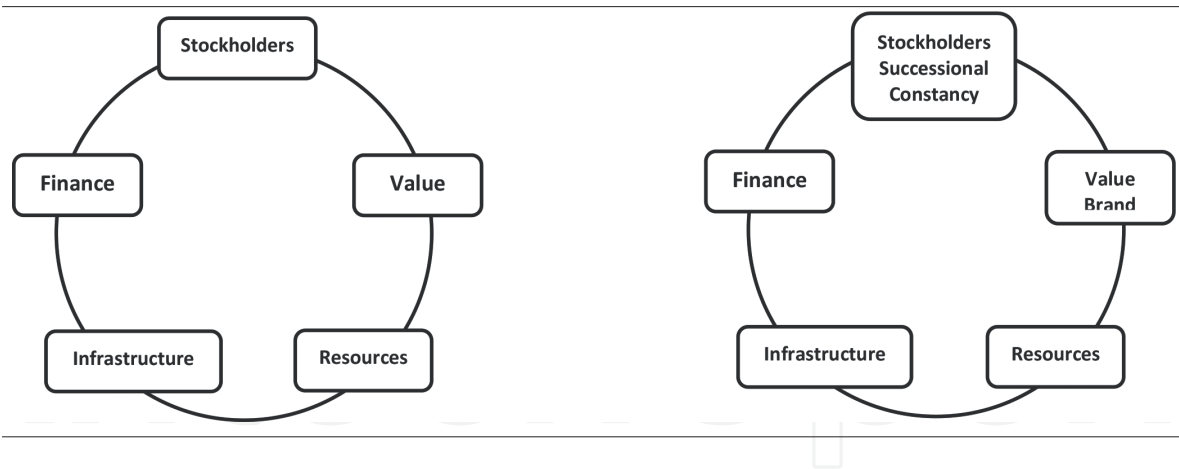 Stockholders
Finance
Value
Infrastructure
Resources
Stockholders
Successional
Constancy
Finance
Value
Brand
Infrastructure
Resources